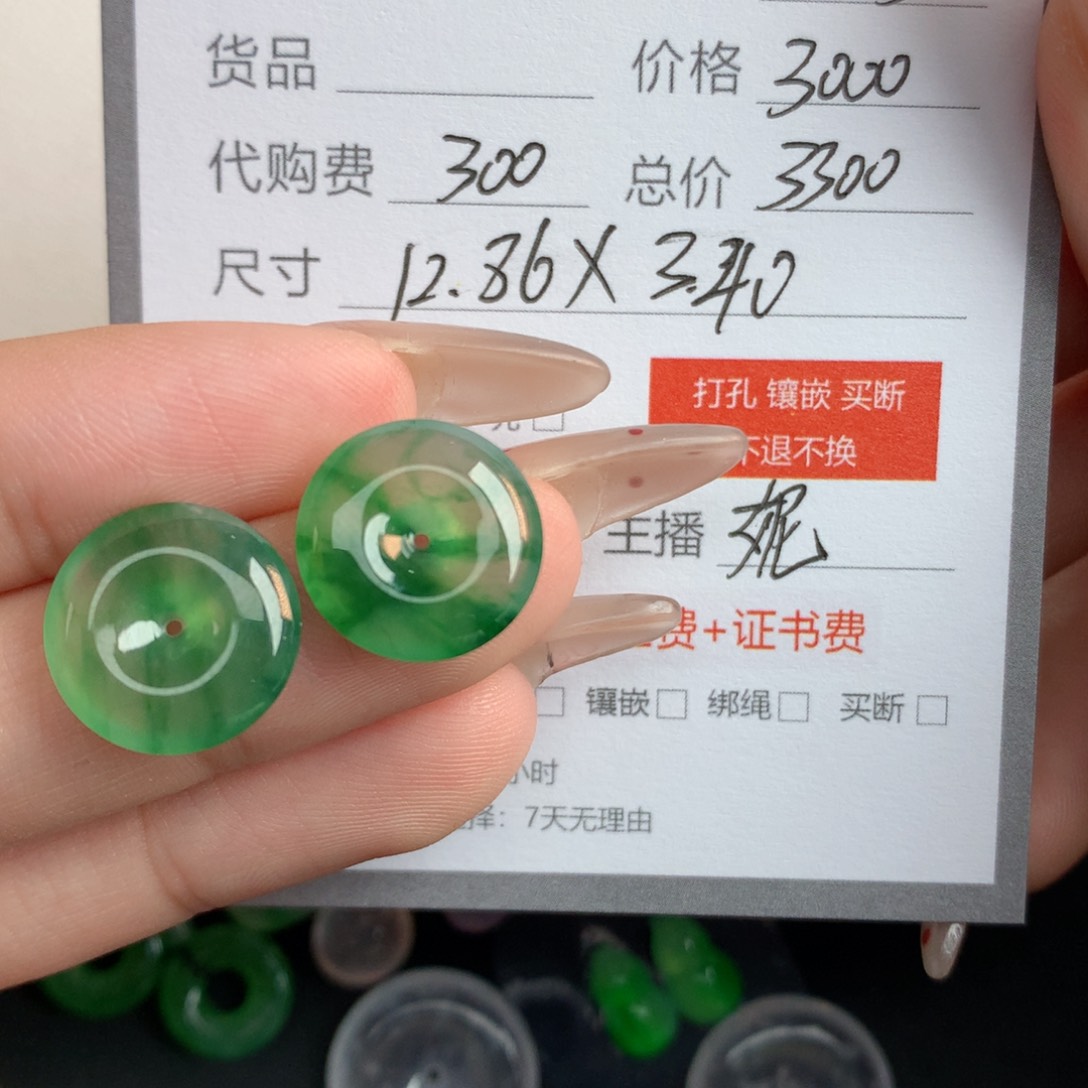 货品 价格 3000
代购费 300 总价 3300
尺寸 12.86X3.40
打孔 镶嵌 买断
不退不换
主播 妮
费+证书费
镶嵌□ 绑绳□ 买断□
小时
择：7天无理由